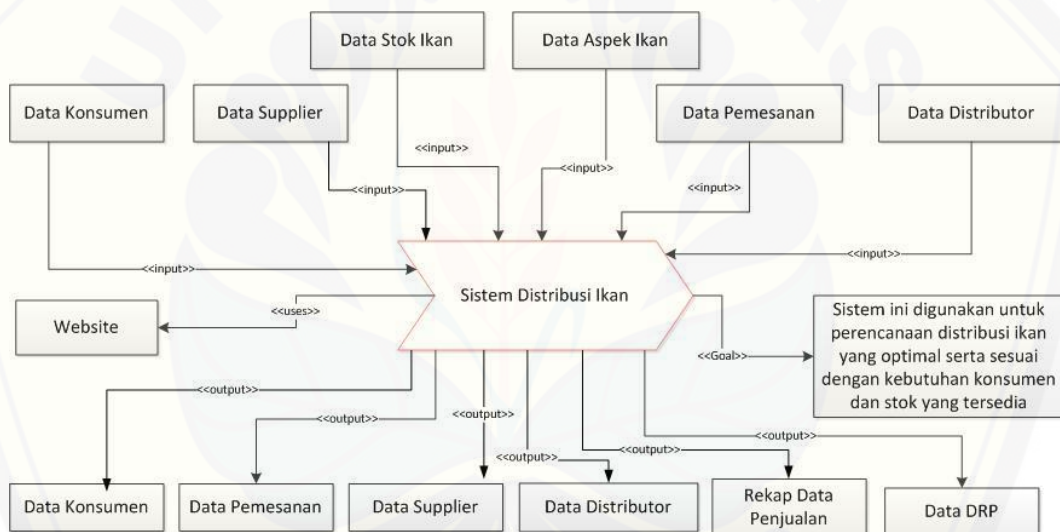 Data Stok Ikan
Data Aspek Ikan
Data Konsumen
Data Supplier
Data Pemesanan
Data Distributor
<<input>>
<<input>>
<<input>>
<<input>>
<<input>>
<<input>>
Sistem Distribusi Ikan
<<uses>>
Website
<<Goal>>
Sistem ini digunakan untuk
perencanaan distribusi ikan
yang optimal serta sesuai
dengan kebutuhan konsumen
dan stok yang tersedia
<<output>>
<<output>>
<<output>>
<<output>>
<<output>>
<<output>>
Data Konsumen
Data Pemesanan
Data Supplier
Data Distributor
Rekap Data
Penjualan
Data DRP